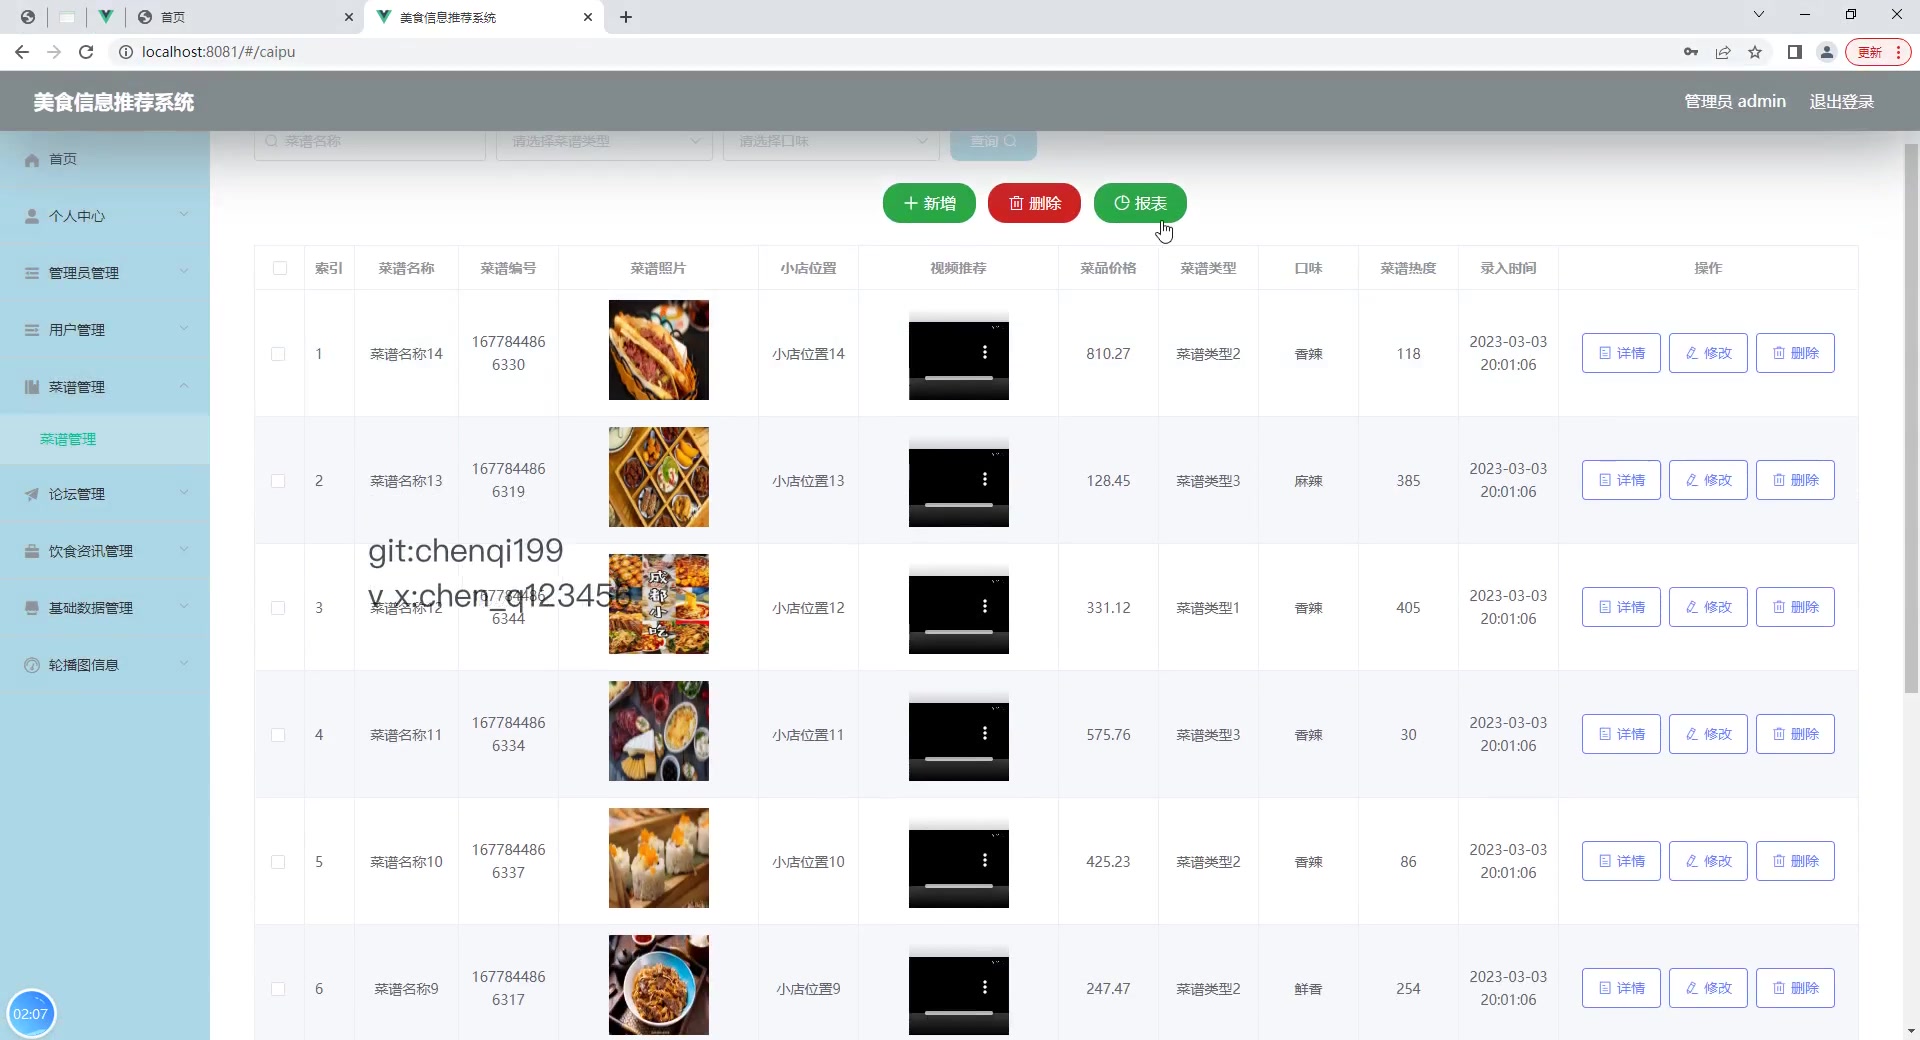 首页
美食信息推荐系统
localhost:8081/#/caipu
更新
美食信息推荐系统
管理员 admin
退出登录
首页
个人中心
管理员管理
用户管理
菜谱管理
菜谱管理
论坛管理
饮食资讯管理
基础数据管理
轮播图信息
02:07
菜谱名称
请选择菜谱类型
请选择口味
查询
新增
删除
报表
索引 菜谱名称 菜谱编号 菜谱照片 小店位置 视频推荐 菜品价格 菜谱类型 口味 菜谱热度 录入时间 操作
1 菜谱名称14 167784486 6330 小店位置14 810.27 菜谱类型2 香辣 118 2023-03-03 20:01:06 详情 修改 删除
2 菜谱名称13 167784486 6319 小店位置13 128.45 菜谱类型3 麻辣 385 2023-03-03 20:01:06 详情 修改 删除
git:chenqi199
v_x:chen_q123456
3 菜谱名称12 167784486 6344 成都小吃 小店位置12 331.12 菜谱类型1 香辣 405 2023-03-03 20:01:06 详情 修改 删除
4 菜谱名称11 167784486 6334 小店位置11 575.76 菜谱类型3 香辣 30 2023-03-03 20:01:06 详情 修改 删除
5 菜谱名称10 167784486 6337 小店位置10 425.23 菜谱类型2 香辣 86 2023-03-03 20:01:06 详情 修改 删除
6 菜谱名称9 167784486 6317 小店位置9 247.47 菜谱类型2 鲜香 254 2023-03-03 20:01:06 详情 修改 删除